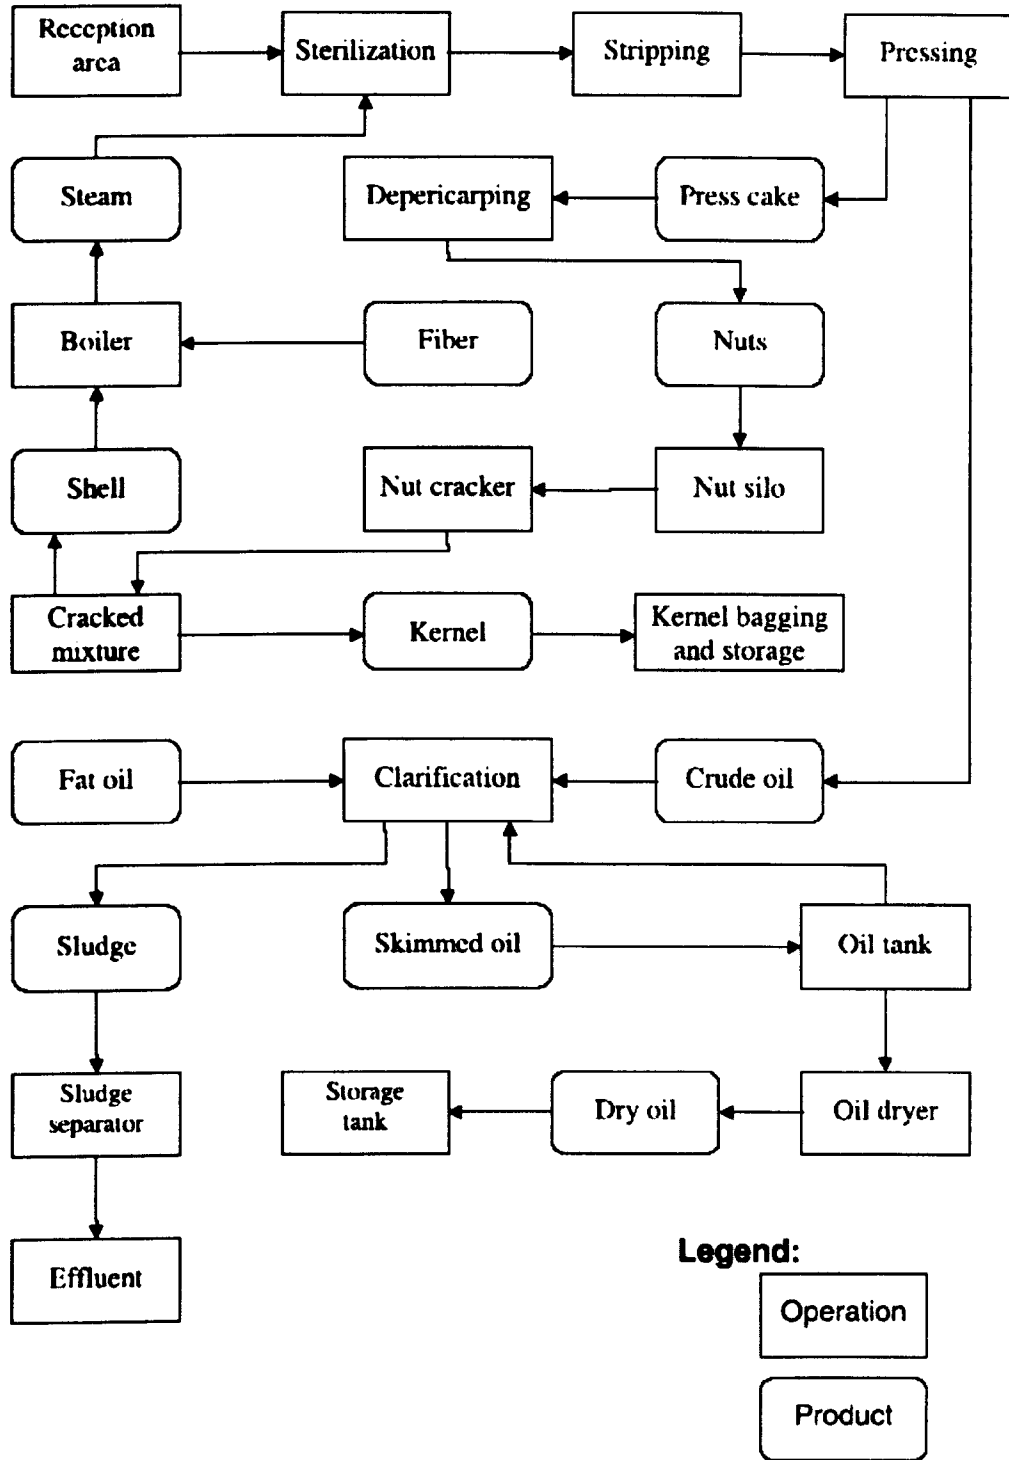 Reception
area
Sterilization
Stripping
Pressing
Steam
Depericarping
Press cake
Boiler
Fiber
Nuts
Shell
Nut cracker
Nut silo
Cracked
mixture
Kernel
Kernel bagging
and storage
Fat oil
Clarification
Crude oil
Sludge
Skimmed oil
Oil tank
Sludge
separator
Storage
tank
Dry oil
Oil dryer
Effluent
Legend:
Operation
Product